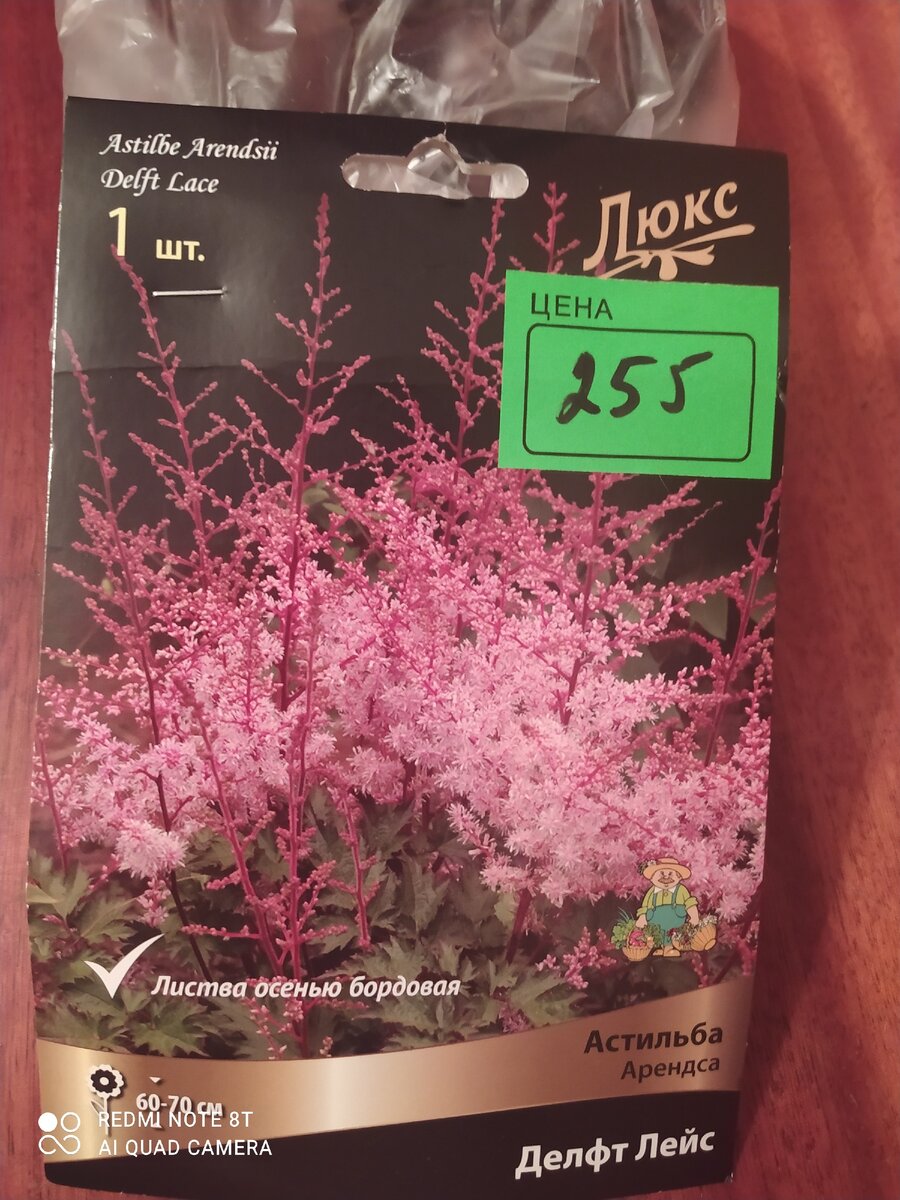 Astilbe Arendsii
Delft Lace
1 шт.
Люкс
ЦЕНА
255
Листва осенью бордовая
Астильба
Арендса
60-70 см
Делфт Лейс
REDMI NOTE 8T
AI QUAD CAMERA